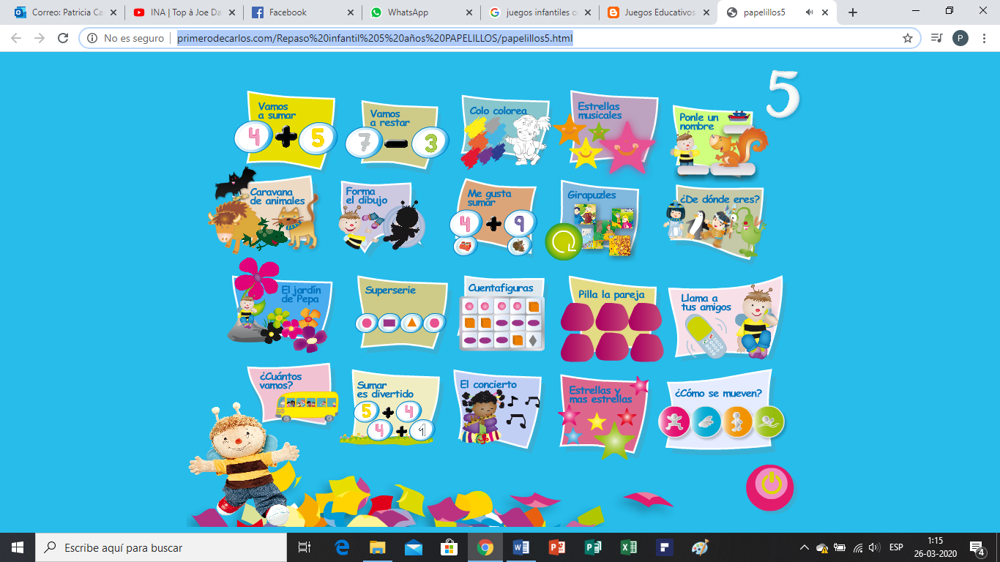 Correo: Patricia Ca
INA | Top à Joe Da
Facebook
WhatsApp
juegos infantiles o
Juegos Educativos
papelillos5
No es seguro
primerodecarlos.com/Repaso%20infantil%205%20años%20PAPELILLOS/papelillos5.html
P
5
Vamos
a sumar
4 + 5
Vamos
a restar
7 - 3
Colo colorea
Estrellas
musicales
Ponle un
nombre
Caravana
de animales
Forma
el dibujo
Me gusta
sumar
4 + 9
Girapuzles
¿De dónde eres?
El jardín
de Pepa
Superserie
Cuentafiguras
Pilla la pareja
Llama a
tus amigos
¿Cuántos
vamos?
Sumar
es divertido
5 + 4
4 + 1
El concierto
Estrellas y
mas estrellas
¿Cómo se mueven?
Escribe aquí para buscar
ESP
1:15
26-03-2020
4